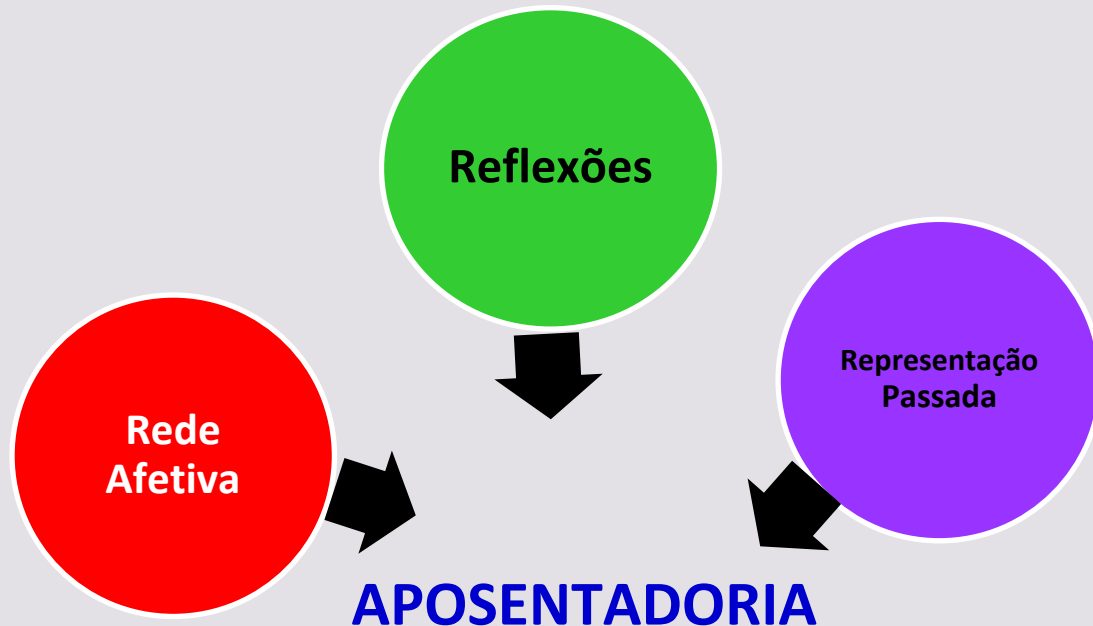 Reflexões
Representação
Passada
Rede
Afetiva
APOSENTADORIA